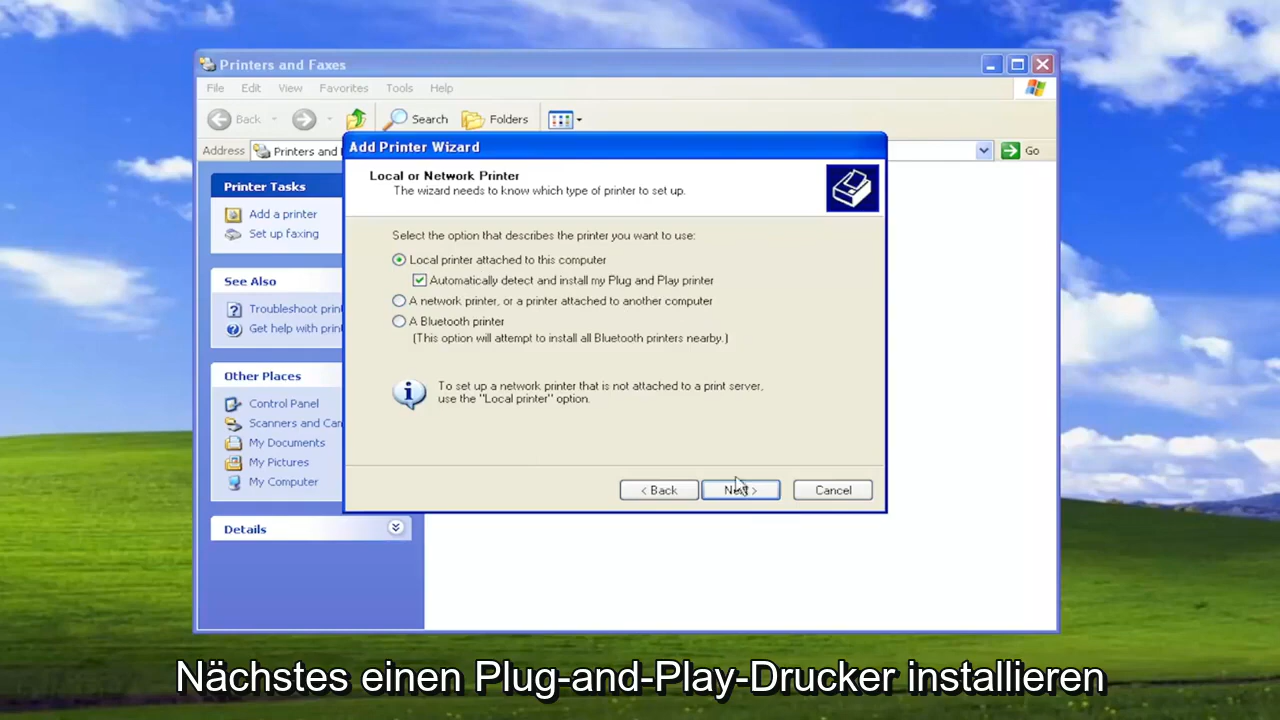 Printers and Faxes
File Edit View Favorites Tools Help
Back Search Folders
Address Printers and Go
Add Printer Wizard
Local or Network Printer
The wizard needs to know which type of printer to set up.
Printer Tasks
Add a printer
Set up faxing
See Also
Troubleshoot prin
Get help with prin
Other Places
Control Panel
Scanners and Ca
My Documents
My Pictures
My Computer
Details
Select the option that describes the printer you want to use:
Local printer attached to this computer
Automatically detect and install my Plug and Play printer
A network printer, or a printer attached to another computer
A Bluetooth printer
(This option will attempt to install all Bluetooth printers nearby.)
To set up a network printer that is not attached to a print server,
use the "Local printer" option.
< Back Next > Cancel
Nächstes einen Plug-and-Play-Drucker installieren